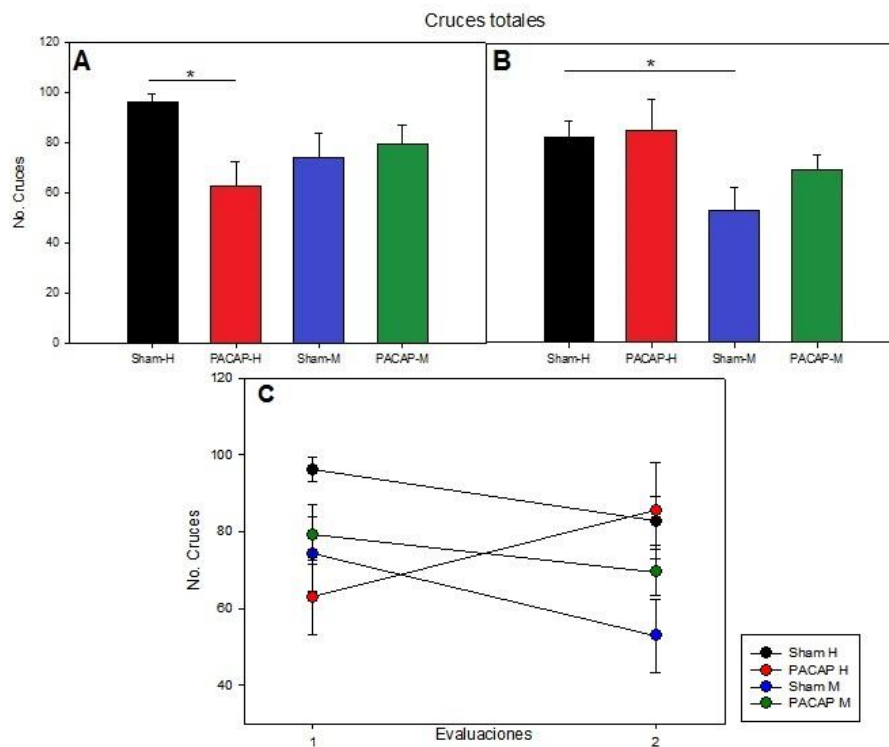 Cruces totales
A
B
*
*
No. Cruces
120
100
80
60
40
20
0
Sham-H PACAP-H Sham-M PACAP-M
Sham-H PACAP-H Sham-M PACAP-M
C
No. Cruces
120
100
80
60
40
1
Evaluaciones
2
Sham H
PACAP H
Sham M
PACAP M